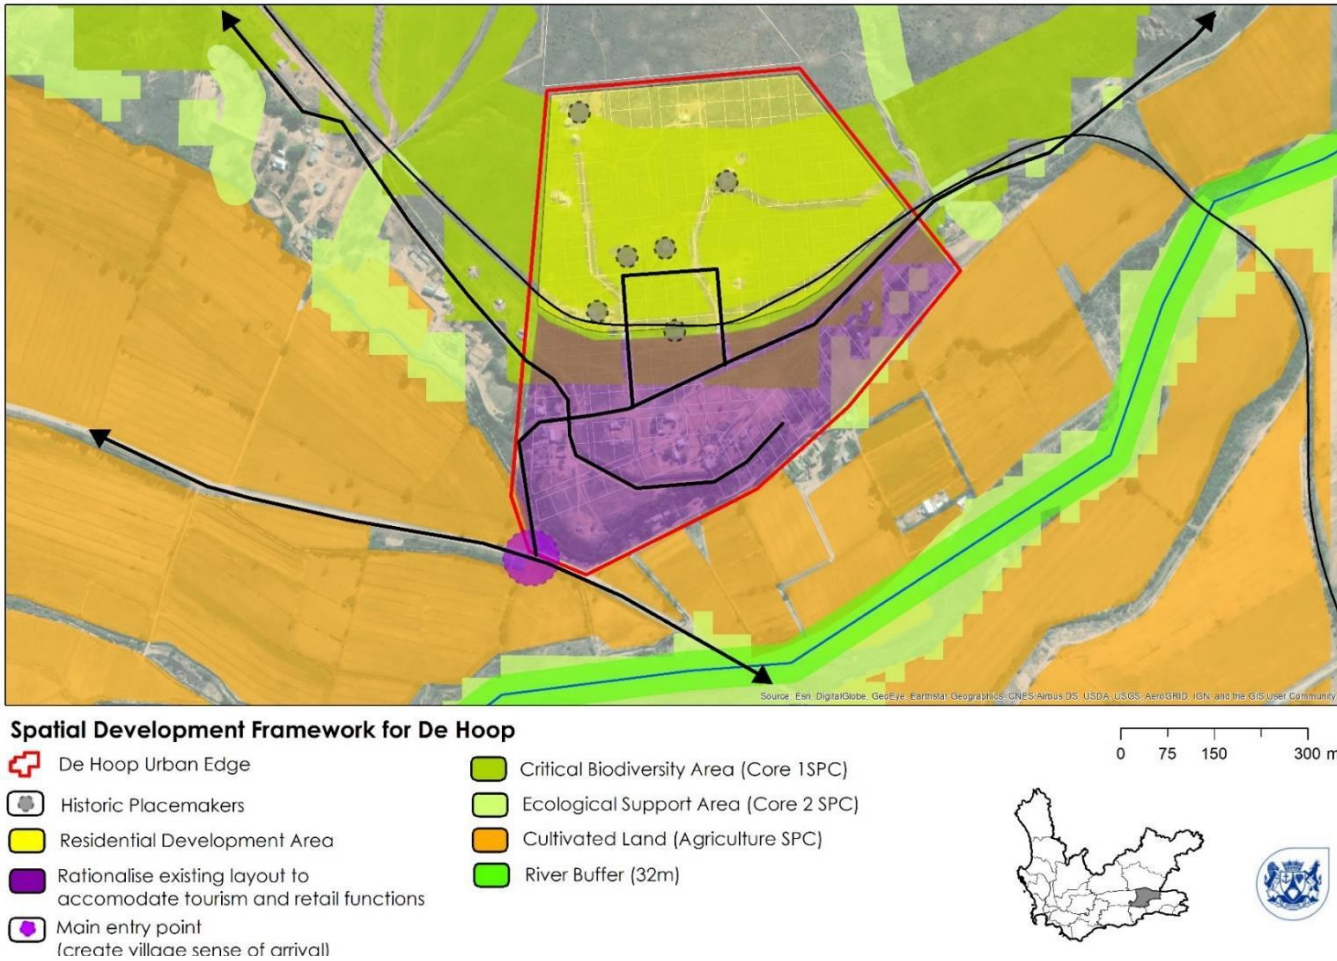 Source: Esri, DigitalGlobe, GeoEye, Earthstar Geographics, CNES/Airbus DS, USDA, USGS, AeroGRID, IGN, and the GIS User Community
Spatial Development Framework for De Hoop
De Hoop Urban Edge
Historic Placemakers
Residential Development Area
Rationalise existing layout to
accomodate tourism and retail functions
Main entry point
(create village sense of arrival)
Critical Biodiversity Area (Core 1SPC)
Ecological Support Area (Core 2 SPC)
Cultivated Land (Agriculture SPC)
River Buffer (32m)
0 75 150 300 m